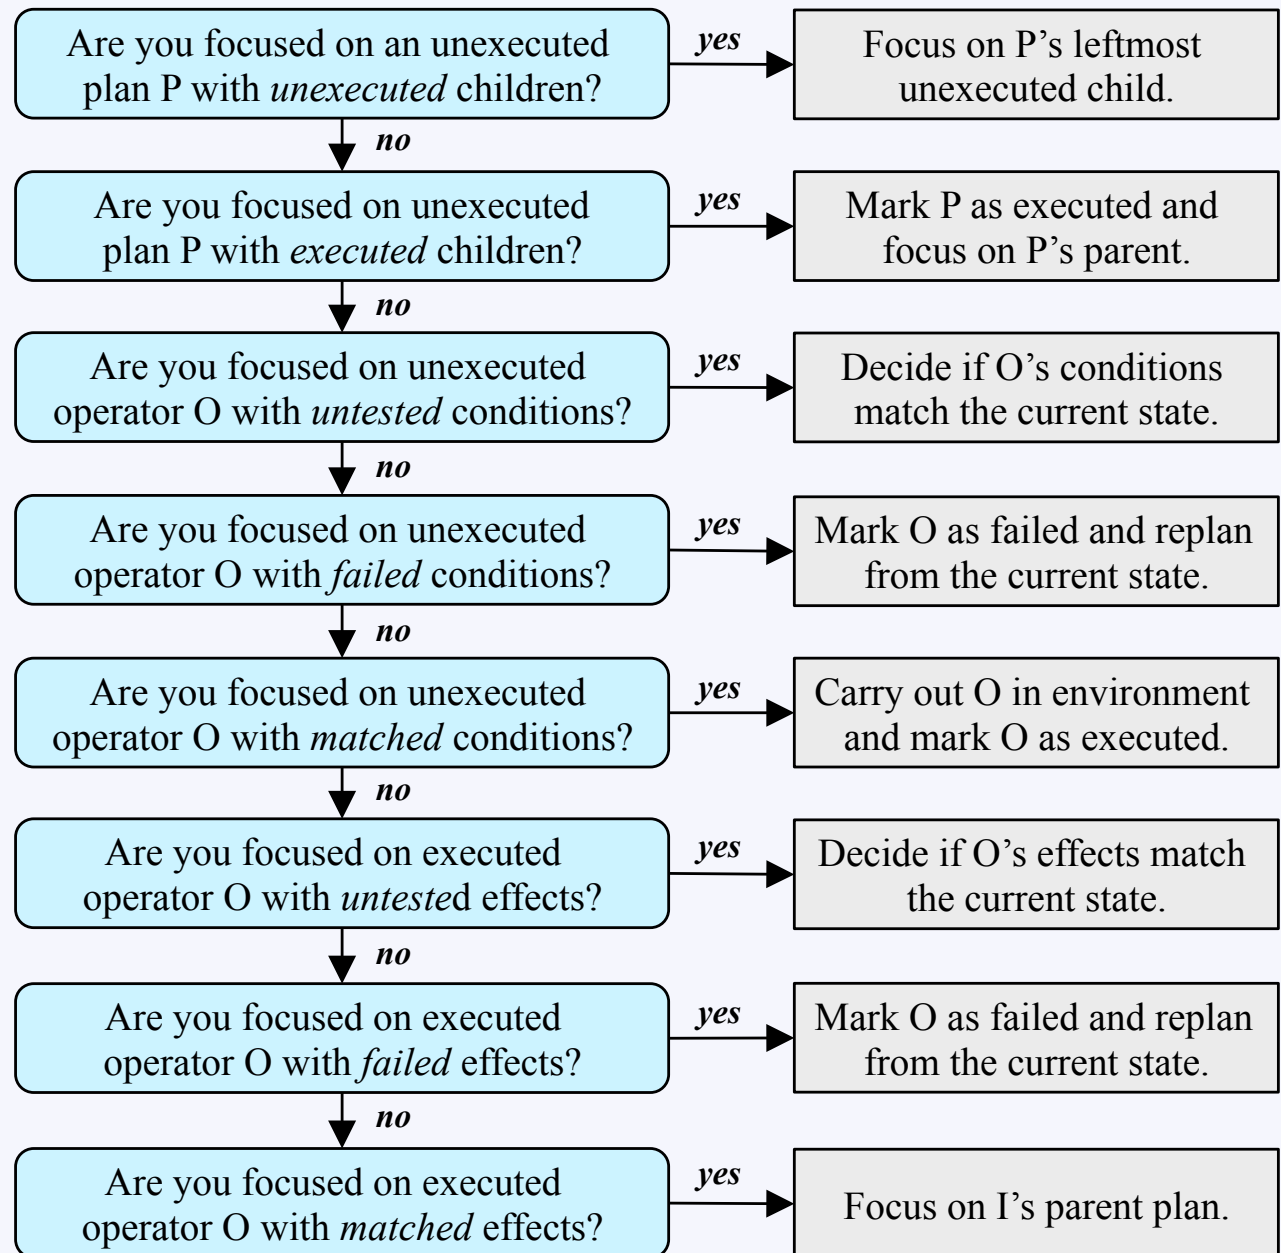 Are you focused on an unexecuted
plan P with unexecuted children?
yes
Focus on P’s leftmost
unexecuted child.
no
Are you focused on unexecuted
plan P with executed children?
yes
Mark P as executed and
focus on P’s parent.
no
Are you focused on unexecuted
operator O with untested conditions?
yes
Decide if O’s conditions
match the current state.
no
Are you focused on unexecuted
operator O with failed conditions?
yes
Mark O as failed and replan
from the current state.
no
Are you focused on unexecuted
operator O with matched conditions?
yes
Carry out O in environment
and mark O as executed.
no
Are you focused on executed
operator O with untested effects?
yes
Decide if O’s effects match
the current state.
no
Are you focused on executed
operator O with failed effects?
yes
Mark O as failed and replan
from the current state.
no
Are you focused on executed
operator O with matched effects?
yes
Focus on I’s parent plan.